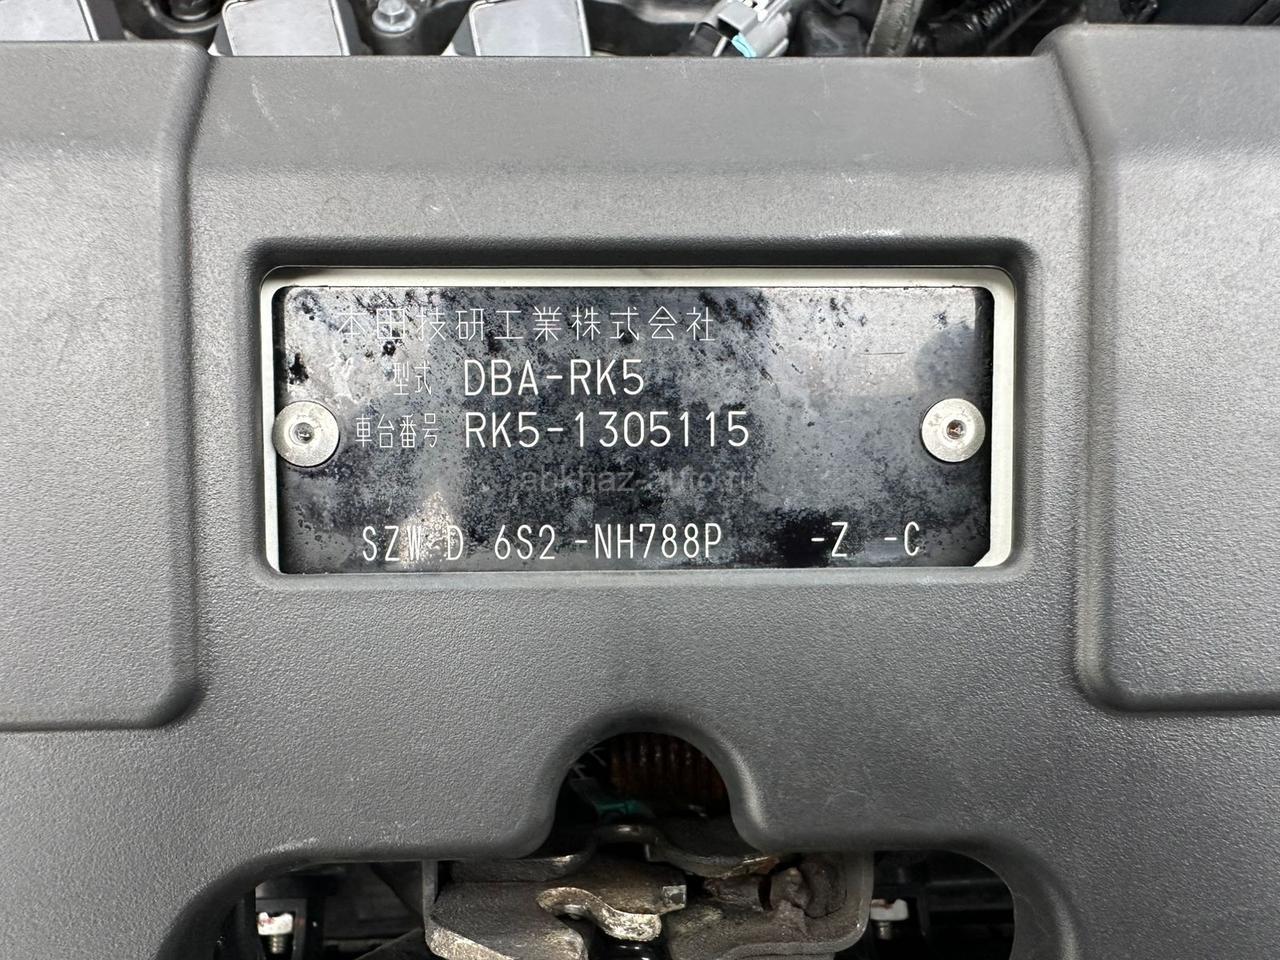 本田技研工業株式会社
型式 DBA-RK5
車台番号 RK5-1305115
abkhaz-auto.ru
SZW-D 6S2-NH788P -Z -C